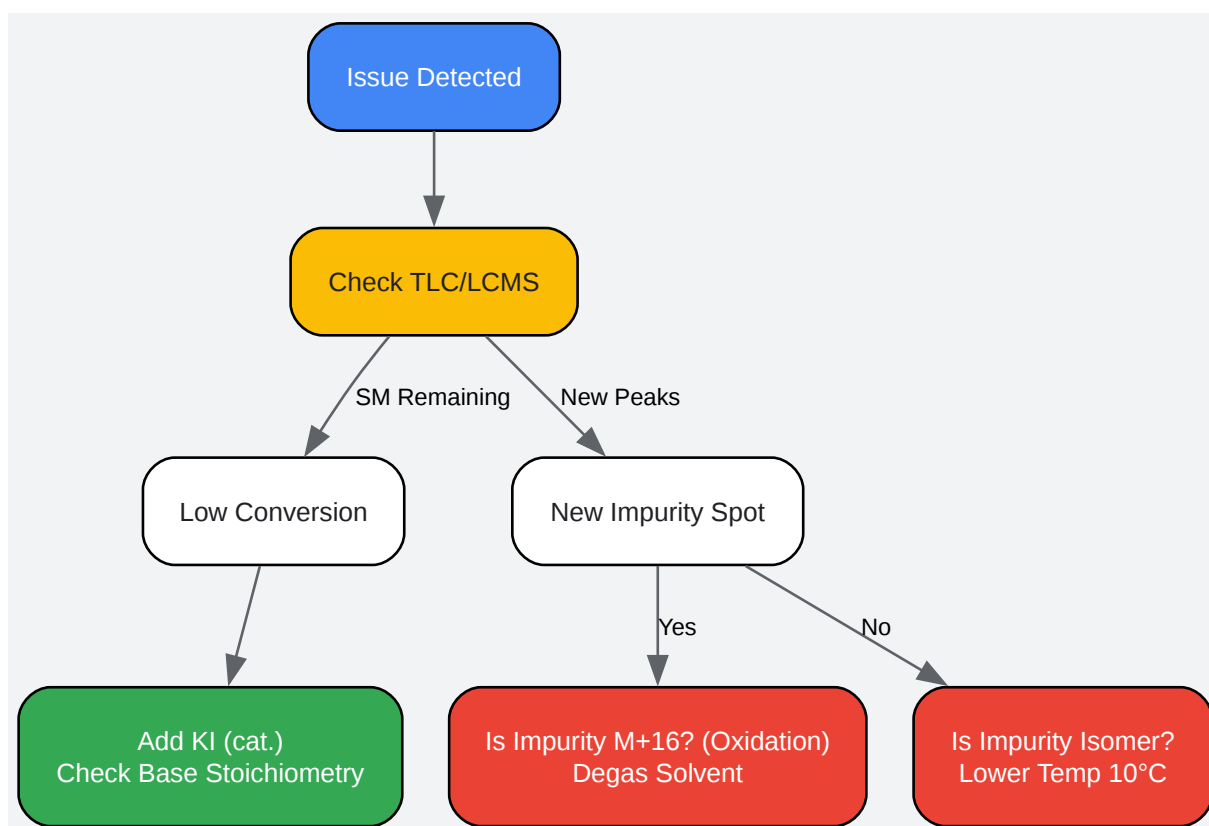 Issue Detected
Check TLC/LCMS
SM Remaining
New Peaks
Low Conversion
New Impurity Spot
Yes
No
Add KI (cat.)
Check Base Stoichiometry
Is Impurity M+16? (Oxidation)
Degas Solvent
Is Impurity Isomer?
Lower Temp 10°C